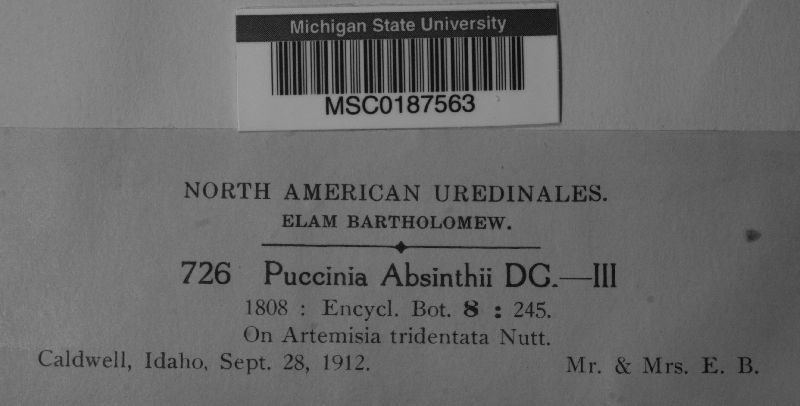 Michigan State University
MSC0187563
NORTH AMERICAN UREDINALES.
ELAM BARTHOLOMEW.
726 Puccinia Absinthii DC.—III
1808 : Encycl. Bot. 8 : 245.
On Artemisia tridentata Nutt.
Caldwell, Idaho, Sept. 28, 1912. Mr. & Mrs. E. B.